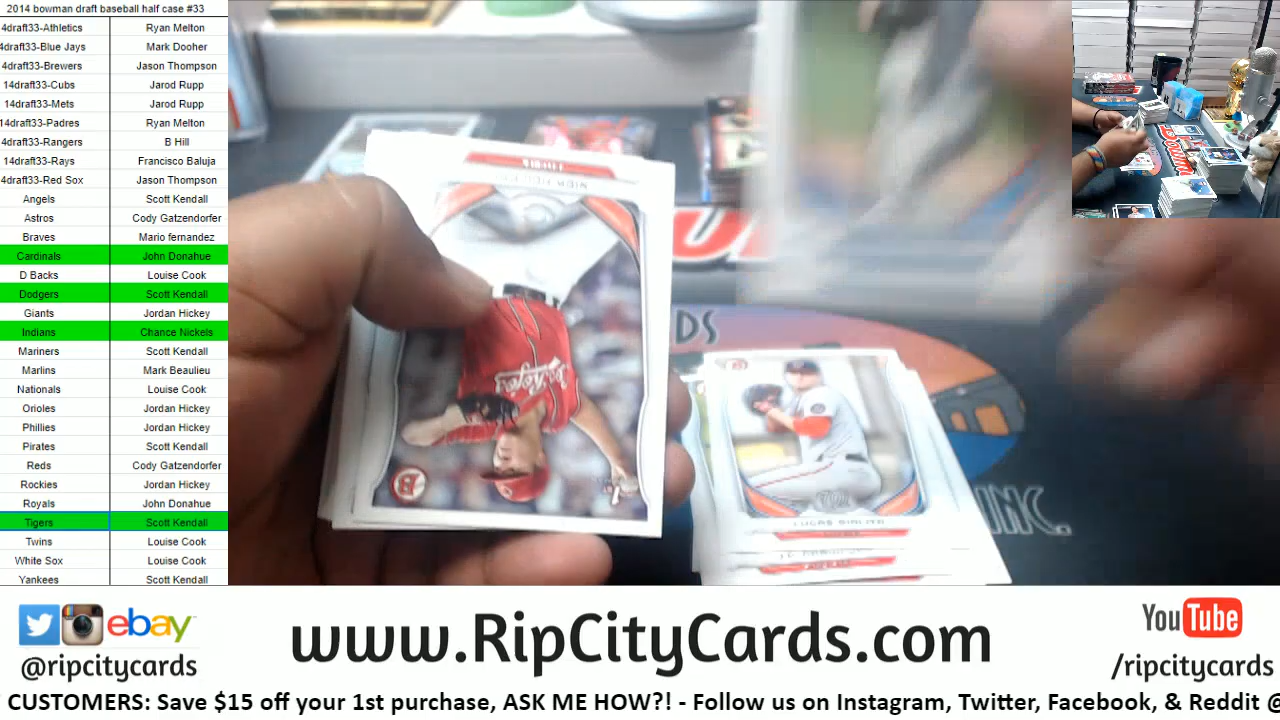 2014 bowman draft baseball half case #33
4draft33-Athletics Ryan Melton
4draft33-Blue Jays Mark Dooher
4draft33-Brewers Jason Thompson
14draft33-Cubs Jarod Rupp
14draft33-Mets Jarod Rupp
14draft33-Padres Ryan Melton
4draft33-Rangers B Hill
14draft33-Rays Francisco Baluja
4draft33-Red Sox Jason Thompson
Angels Scott Kendall
Astros Cody Gatzendorfer
Braves Mario fernandez
Cardinals John Donahue
D Backs Louise Cook
Dodgers Scott Kendall
Giants Jordan Hickey
Indians Chance Nickels
Mariners Scott Kendall
Marlins Mark Beaulieu
Nationals Louise Cook
Orioles Jordan Hickey
Phillies Jordan Hickey
Pirates Scott Kendall
Reds Cody Gatzendorfer
Rockies Jordan Hickey
Royals John Donahue
Tigers Scott Kendall
Twins Louise Cook
White Sox Louise Cook
Yankees Scott Kendall
RDS
INC.
LUCAS GIOLITO
ebay
@ripcitycards
www.RipCityCards.com
YouTube
/ripcitycards
CUSTOMERS: Save $15 off your 1st purchase, ASK ME HOW?! - Follow us on Instagram, Twitter, Facebook, & Reddit @